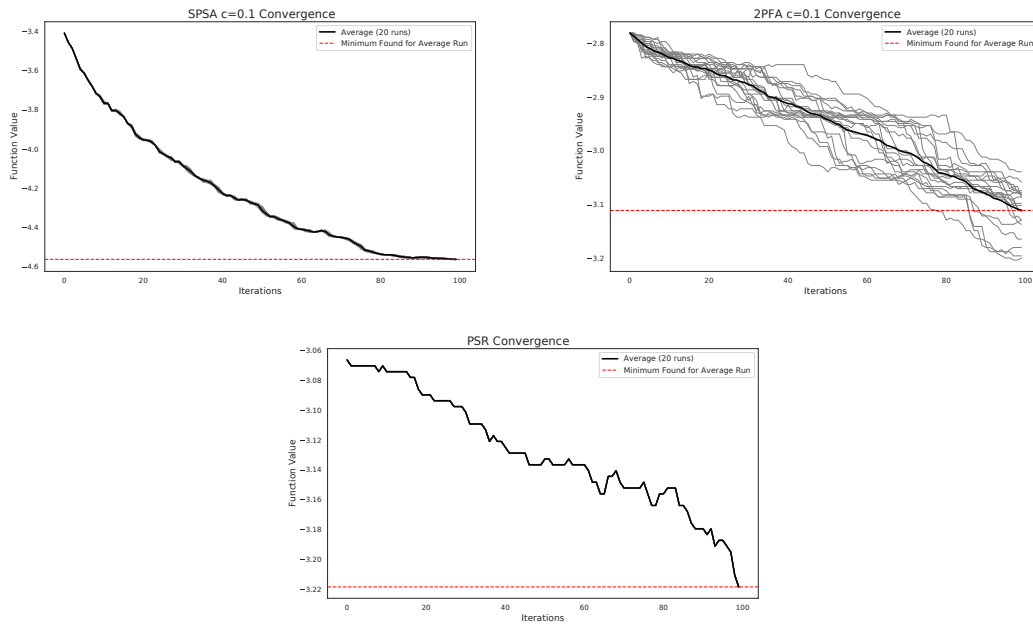 SPSA c=0.1 Convergence
Average (20 runs)
Minimum Found for Average Run
−3.4
−3.6
−3.8
−4.0
−4.2
−4.4
−4.6
Function Value
0 20 40 60 80 100
Iterations
2PFA c=0.1 Convergence
Average (20 runs)
Minimum Found for Average Run
−2.8
−2.9
−3.0
−3.1
−3.2
Function Value
0 20 40 60 80 100
Iterations
PSR Convergence
Average (20 runs)
Minimum Found for Average Run
−3.06
−3.08
−3.10
−3.12
−3.14
−3.16
−3.18
−3.20
−3.22
Function Value
0 20 40 60 80 100
Iterations